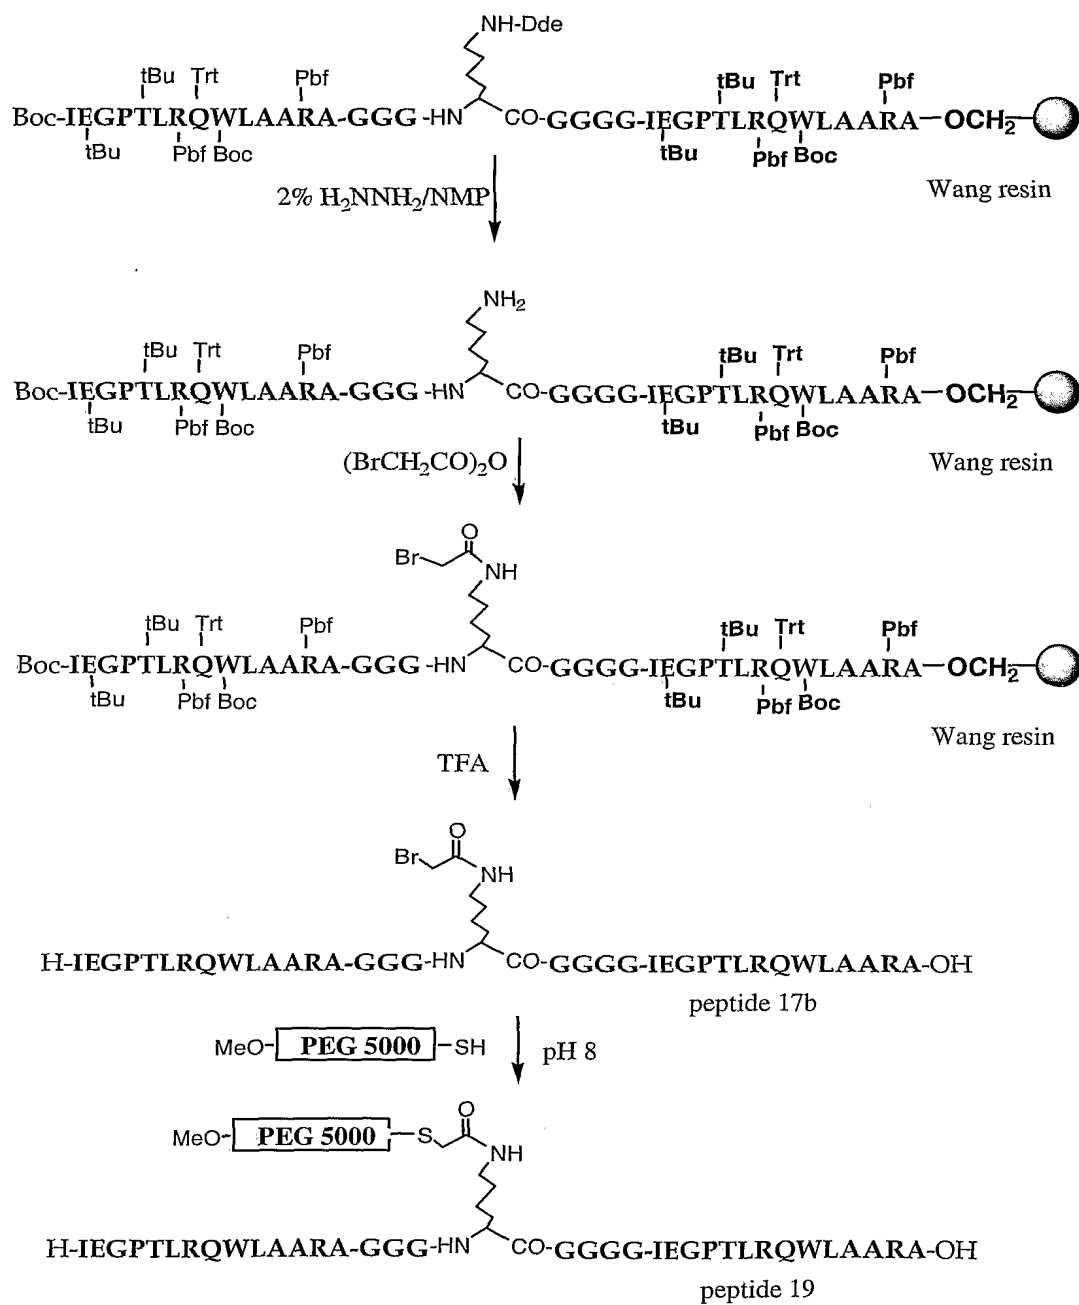 NH-Dde
tBu Trt Pbf tBu Trt Pbf
Boc-IEGPTLRQWLAARA-GGG-HN CO-GGGG-IEGPTLRQWLAARA-OCH2
tBu Pbf Boc tBu Pbf Boc
Wang resin
2% H2NNH2/NMP
NH2
tBu Trt Pbf tBu Trt Pbf
Boc-IEGPTLRQWLAARA-GGG-HN CO-GGGG-IEGPTLRQWLAARA-OCH2
tBu Pbf Boc tBu Pbf Boc
(BrCH2CO)2O
Wang resin
O
Br
NH
tBu Trt Pbf tBu Trt Pbf
Boc-IEGPTLRQWLAARA-GGG-HN CO-GGGG-IEGPTLRQWLAARA-OCH2
tBu Pbf Boc tBu Pbf Boc
Wang resin
TFA
O
Br
NH
H-IEGPTLRQWLAARA-GGG-HN CO-GGGG-IEGPTLRQWLAARA-OH
peptide 17b
MeO- PEG 5000 -SH pH 8
O
MeO- PEG 5000 -S
NH
H-IEGPTLRQWLAARA-GGG-HN CO-GGGG-IEGPTLRQWLAARA-OH
peptide 19